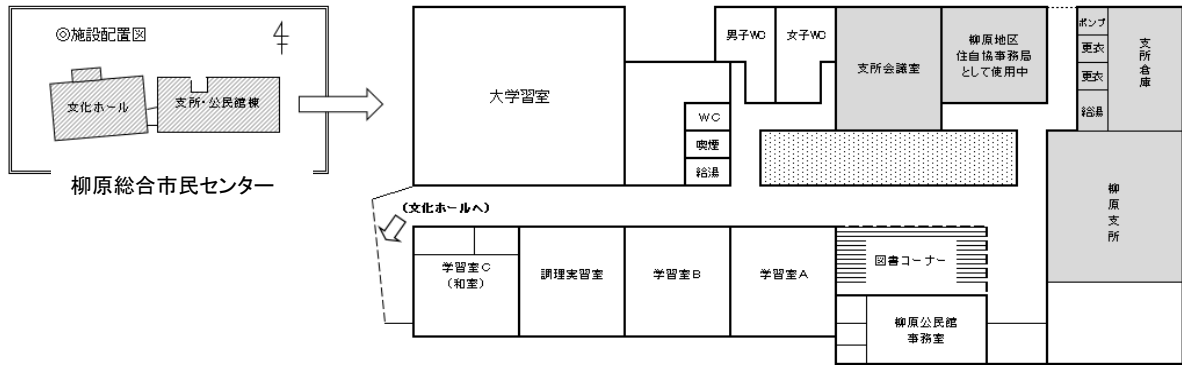 ◎施設配置図
文化ホール
支所・公民館棟
柳原総合市民センター
大学習室
男子WC
女子WC
支所会議室
柳原地区
住自協事務局
として使用中
ポンプ
更衣
更衣
給湯
支所倉庫
WC
喫煙
給湯
柳原支所
(文化ホールへ)
学習室C
(和室)
調理実習室
学習室B
学習室A
図書コーナー
柳原公民館
事務室